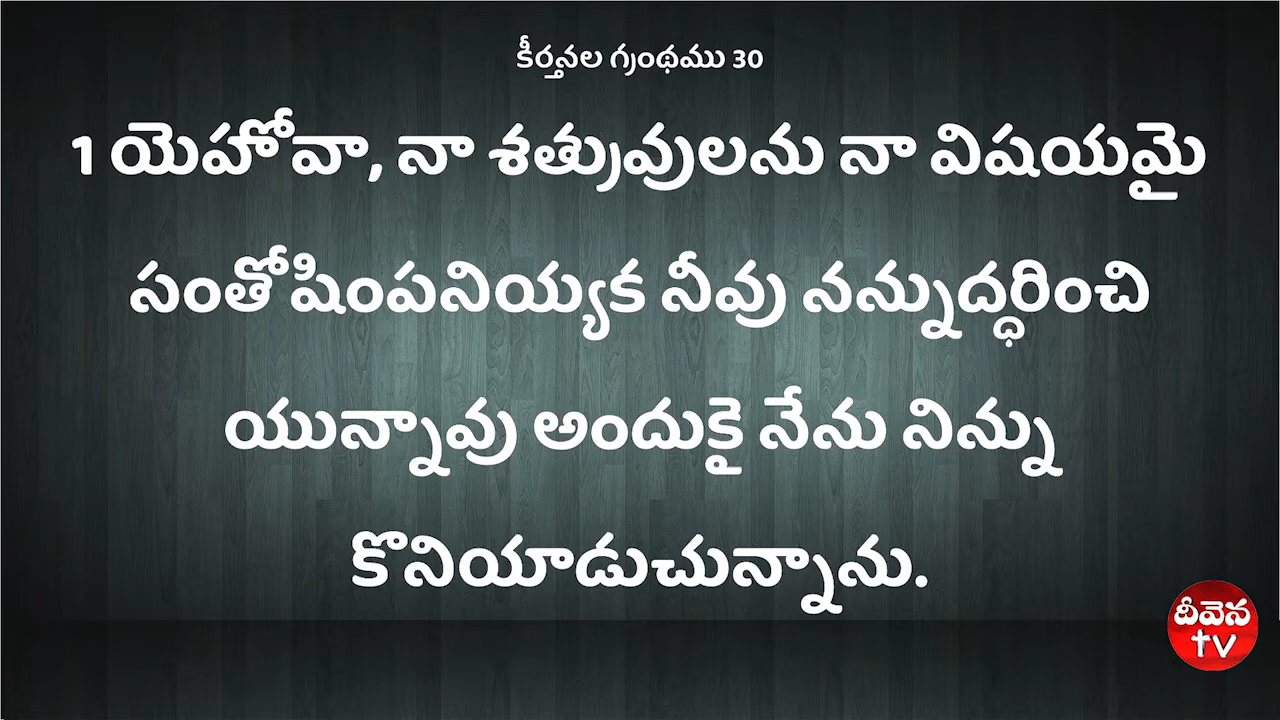 కీర్తనల గ్రంథము 30
1 యెహోవా, నా శత్రువులను నా విషయమై
సంతోషింపనియ్యక నీవు నన్నుద్ధరించి
యున్నావు అందుకై నేను నిన్ను
కొనియాడుచున్నాను.
దీవెన
tv